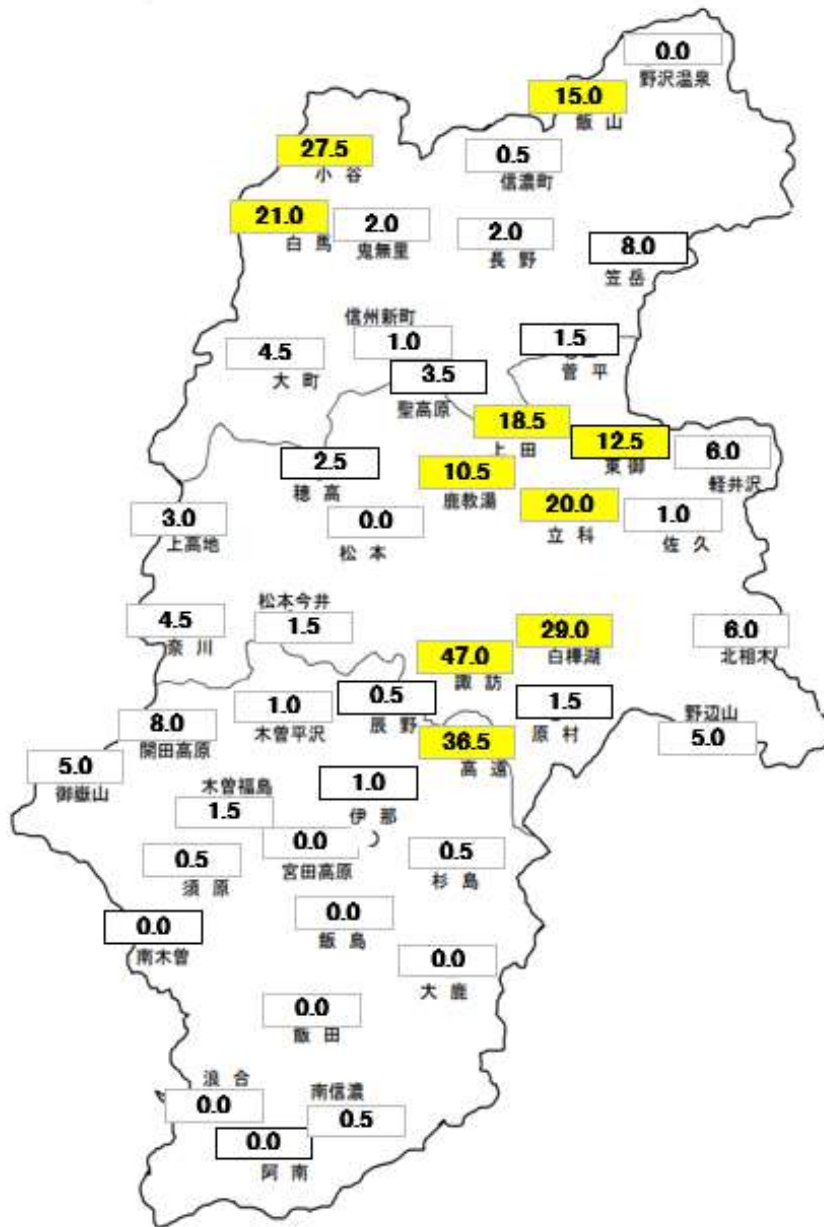 0.0
野沢温泉
15.0
飯山
27.5
小谷
0.5
信濃町
21.0
白馬
2.0
鬼無里
2.0
長野
8.0
笠岳
信州新町
1.0
4.5
大町
1.5
菅平
3.5
聖高原
18.5
上田
12.5
東御
6.0
軽井沢
2.5
穂高
10.5
鹿教湯
20.0
立科
1.0
佐久
3.0
上高地
0.0
松本
4.5
奈川
松本今井
1.5
47.0
諏訪
29.0
白樺湖
6.0
北相木
8.0
開田高原
1.0
木曽平沢
0.5
辰野
36.5
高遠
1.5
原村
野辺山
5.0
5.0
御嶽山
木曽福島
1.5
1.0
伊那
0.5
須原
0.0
宮田高原
0.5
杉島
0.0
南木曽
0.0
飯島
0.0
大鹿
0.0
飯田
浪合
0.0
南信濃
0.5
0.0
阿南